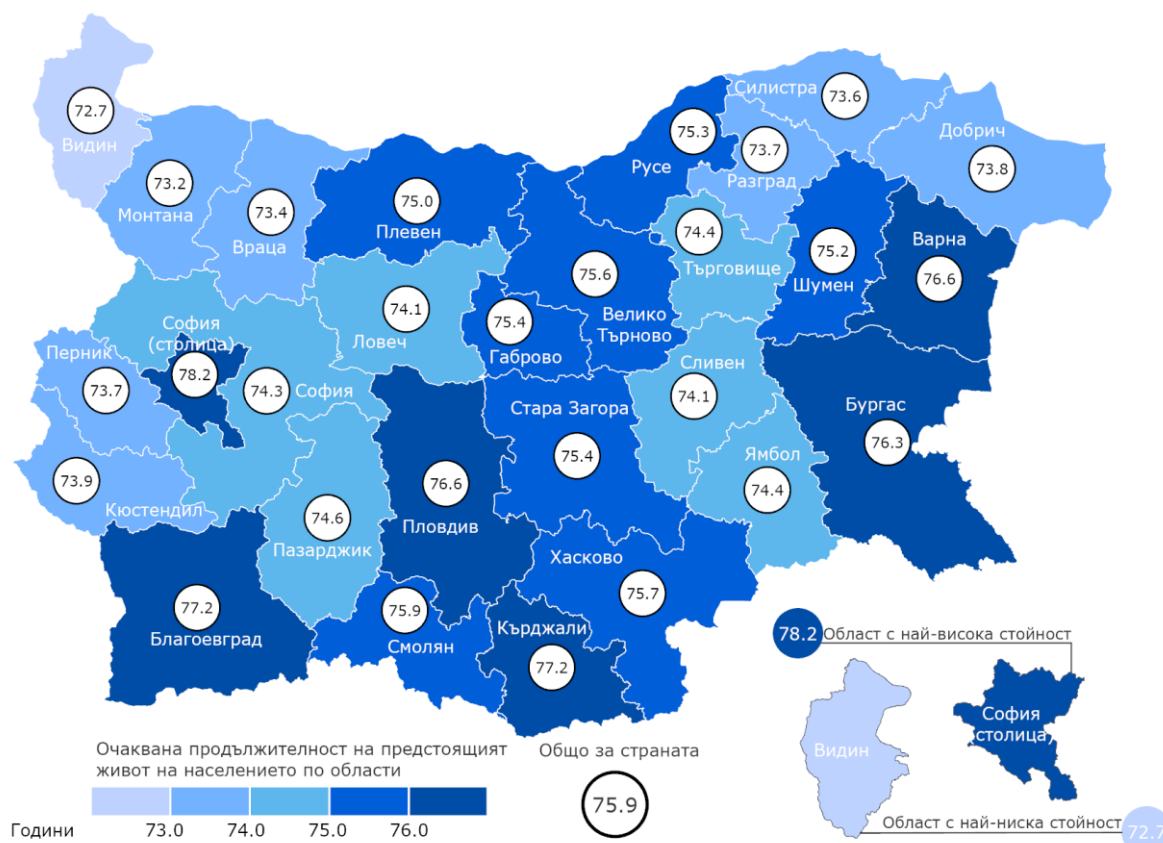 72.7
Видин
73.2
Монтана
73.4
Враца
75.0
Плевен
75.3
Русе
Силистра
73.6
73.7
Разград
Добрич
73.8
74.4
Търговище
75.2
Шумен
Варна
76.6
75.6
Велико
Търново
75.4
Габрово
74.1
Ловеч
София
(столица)
78.2
74.3
София
Перник
73.7
73.9
Кюстендил
74.6
Пазарджик
76.6
Пловдив
Стара Загора
75.4
Сливен
74.1
Ямбол
74.4
Бургас
76.3
77.2
Благоевград
75.9
Смолян
Хасково
75.7
Кърджали
77.2
Очаквана продължителност на предстоящият
живот на населението по области
Години 73.0 74.0 75.0 76.0
Общо за страната
75.9
78.2 Област с най-висока стойност
Видин
София
(столица)
Област с най-ниска стойност 72.7